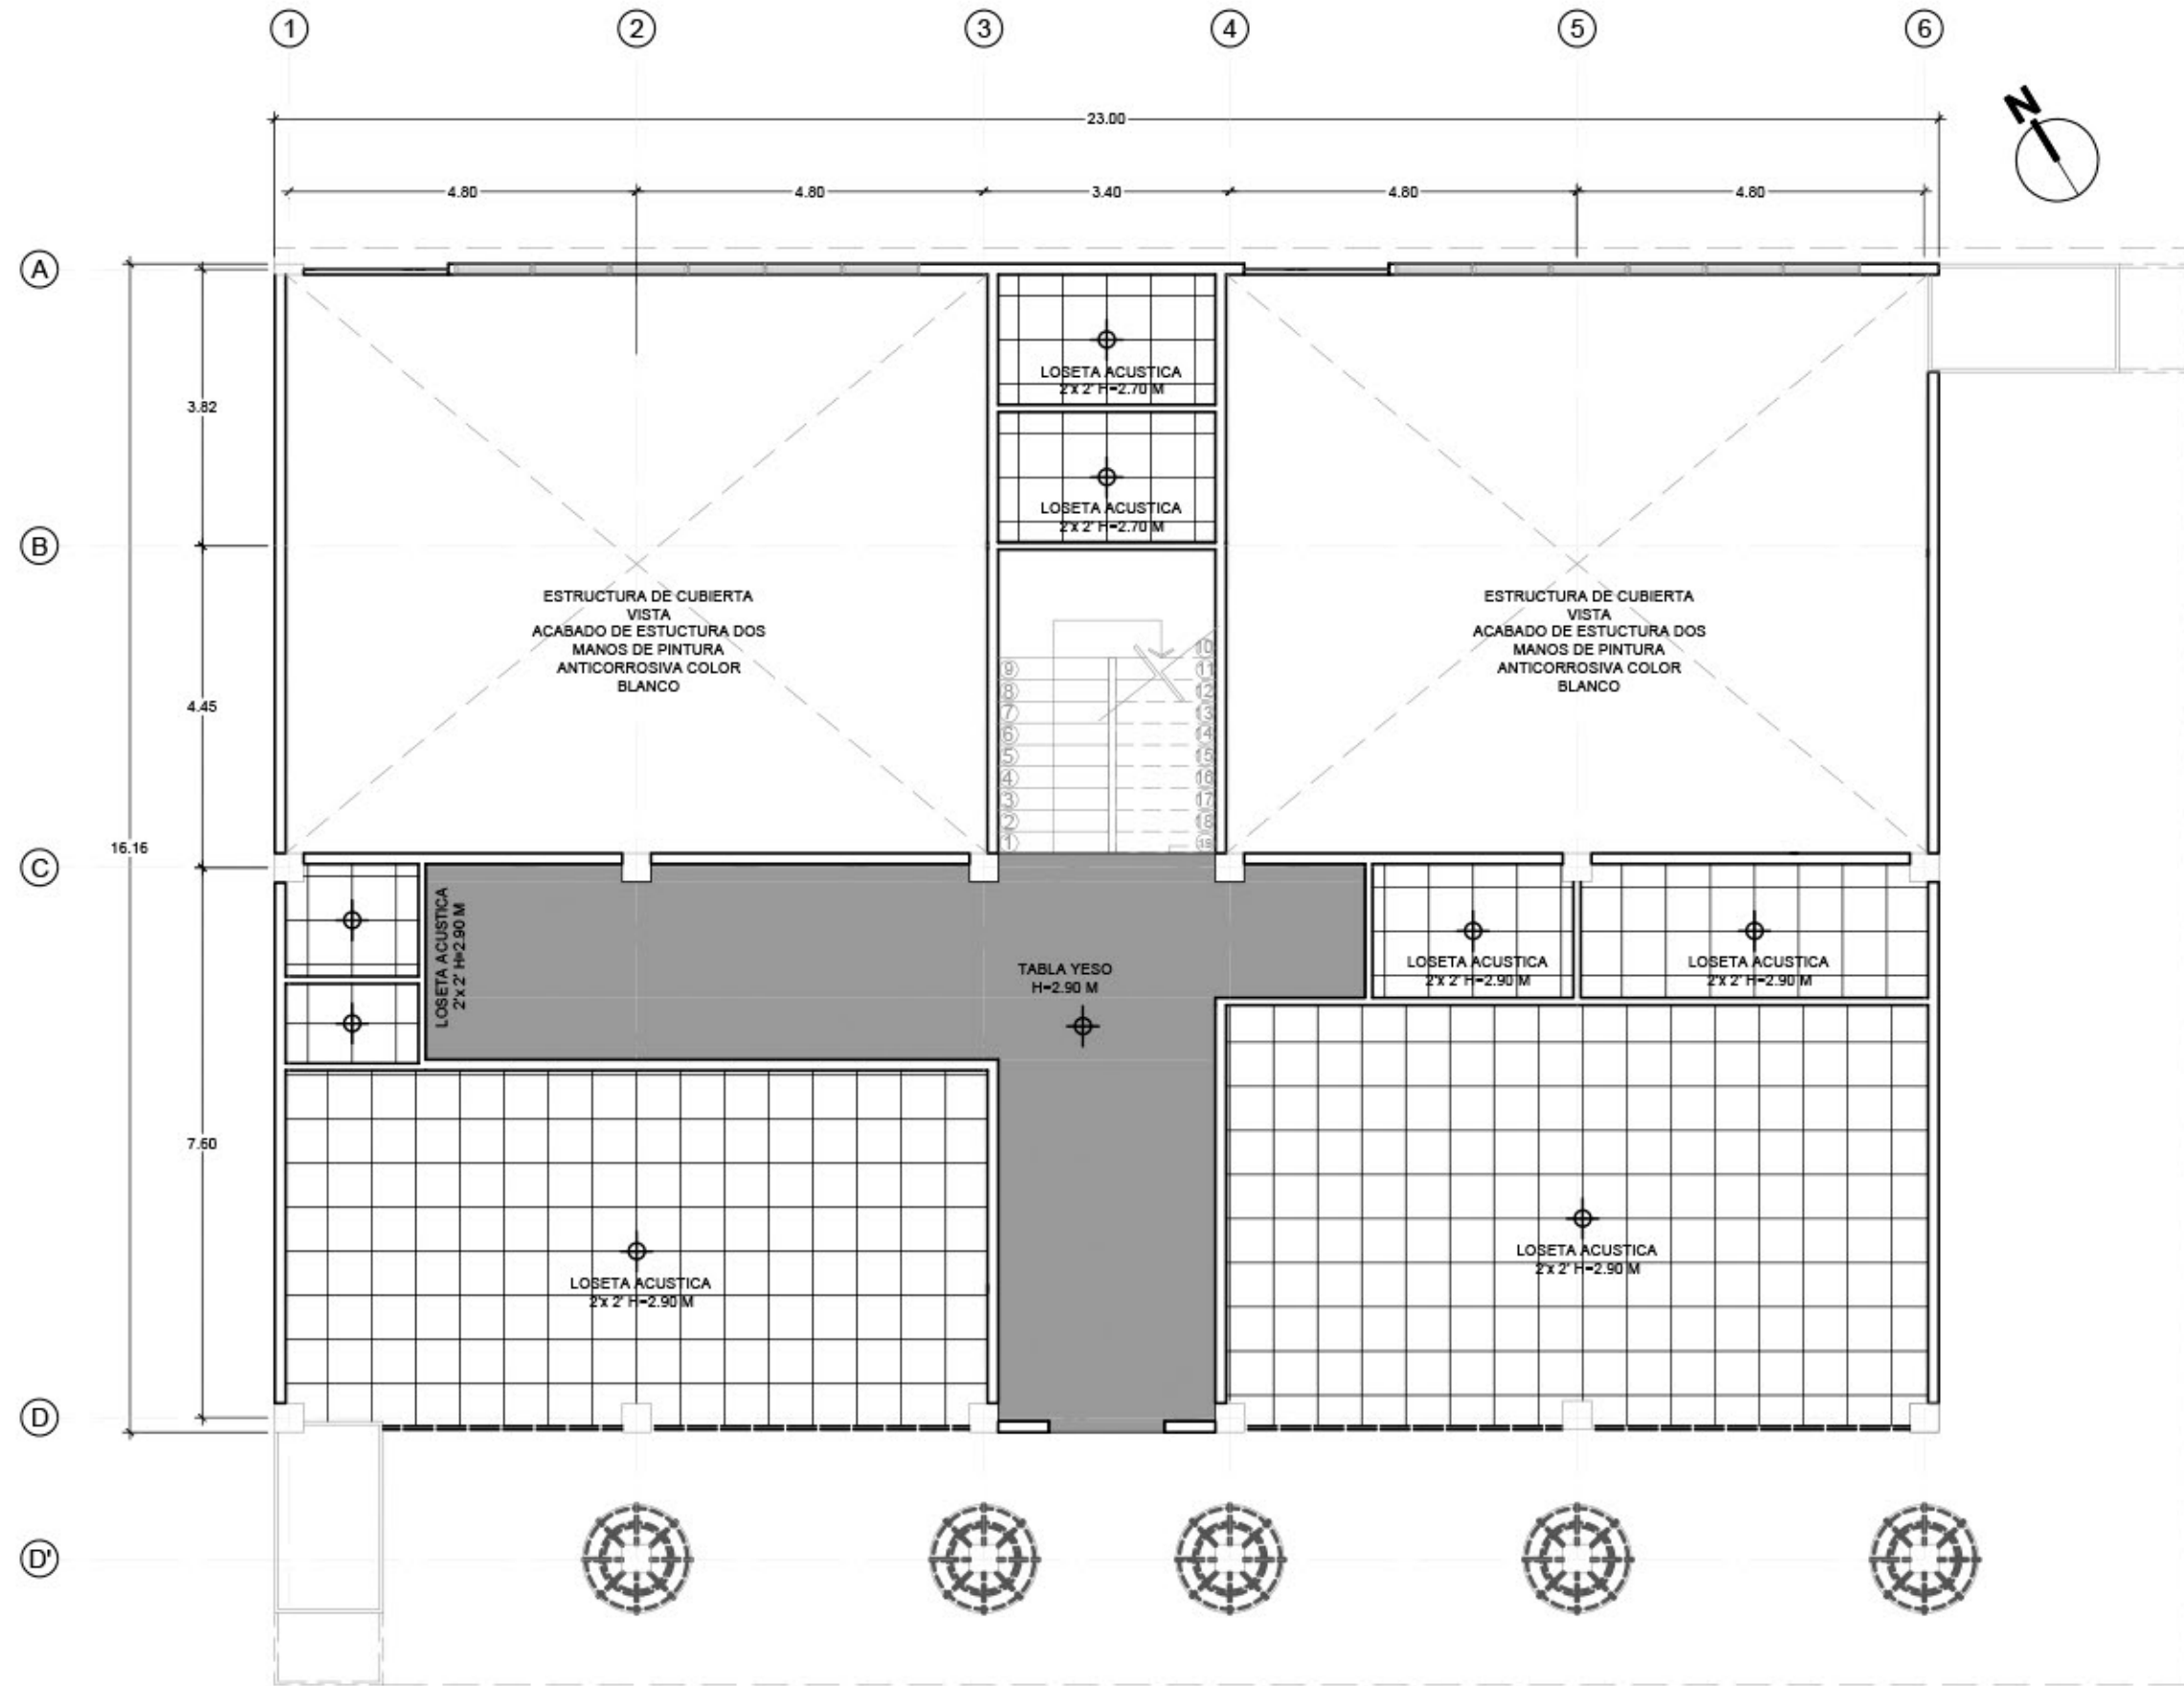 1 2 3 4 5 6
N
23.00
4.80 4.80 3.40 4.80 4.80
A
B
C
D
D'
3.82
4.45
16.16
7.60
LOSETA ACUSTICA
2'x 2' H=2.70 M
LOSETA ACUSTICA
2'x 2' H=2.70 M
ESTRUCTURA DE CUBIERTA
VISTA
ACABADO DE ESTUCTURA DOS
MANOS DE PINTURA
ANTICORROSIVA COLOR
BLANCO
ESTRUCTURA DE CUBIERTA
VISTA
ACABADO DE ESTUCTURA DOS
MANOS DE PINTURA
ANTICORROSIVA COLOR
BLANCO
9
8
7
6
5
4
3
2
1
10
11
12
13
14
15
16
17
18
19
LOSETA ACUSTICA
2'x 2' H=2.90 M
TABLA YESO
H=2.90 M
LOSETA ACUSTICA
2'x 2' H=2.90 M
LOSETA ACUSTICA
2'x 2' H=2.90 M
LOSETA ACUSTICA
2'x 2' H=2.90 M
LOSETA ACUSTICA
2'x 2' H=2.90 M